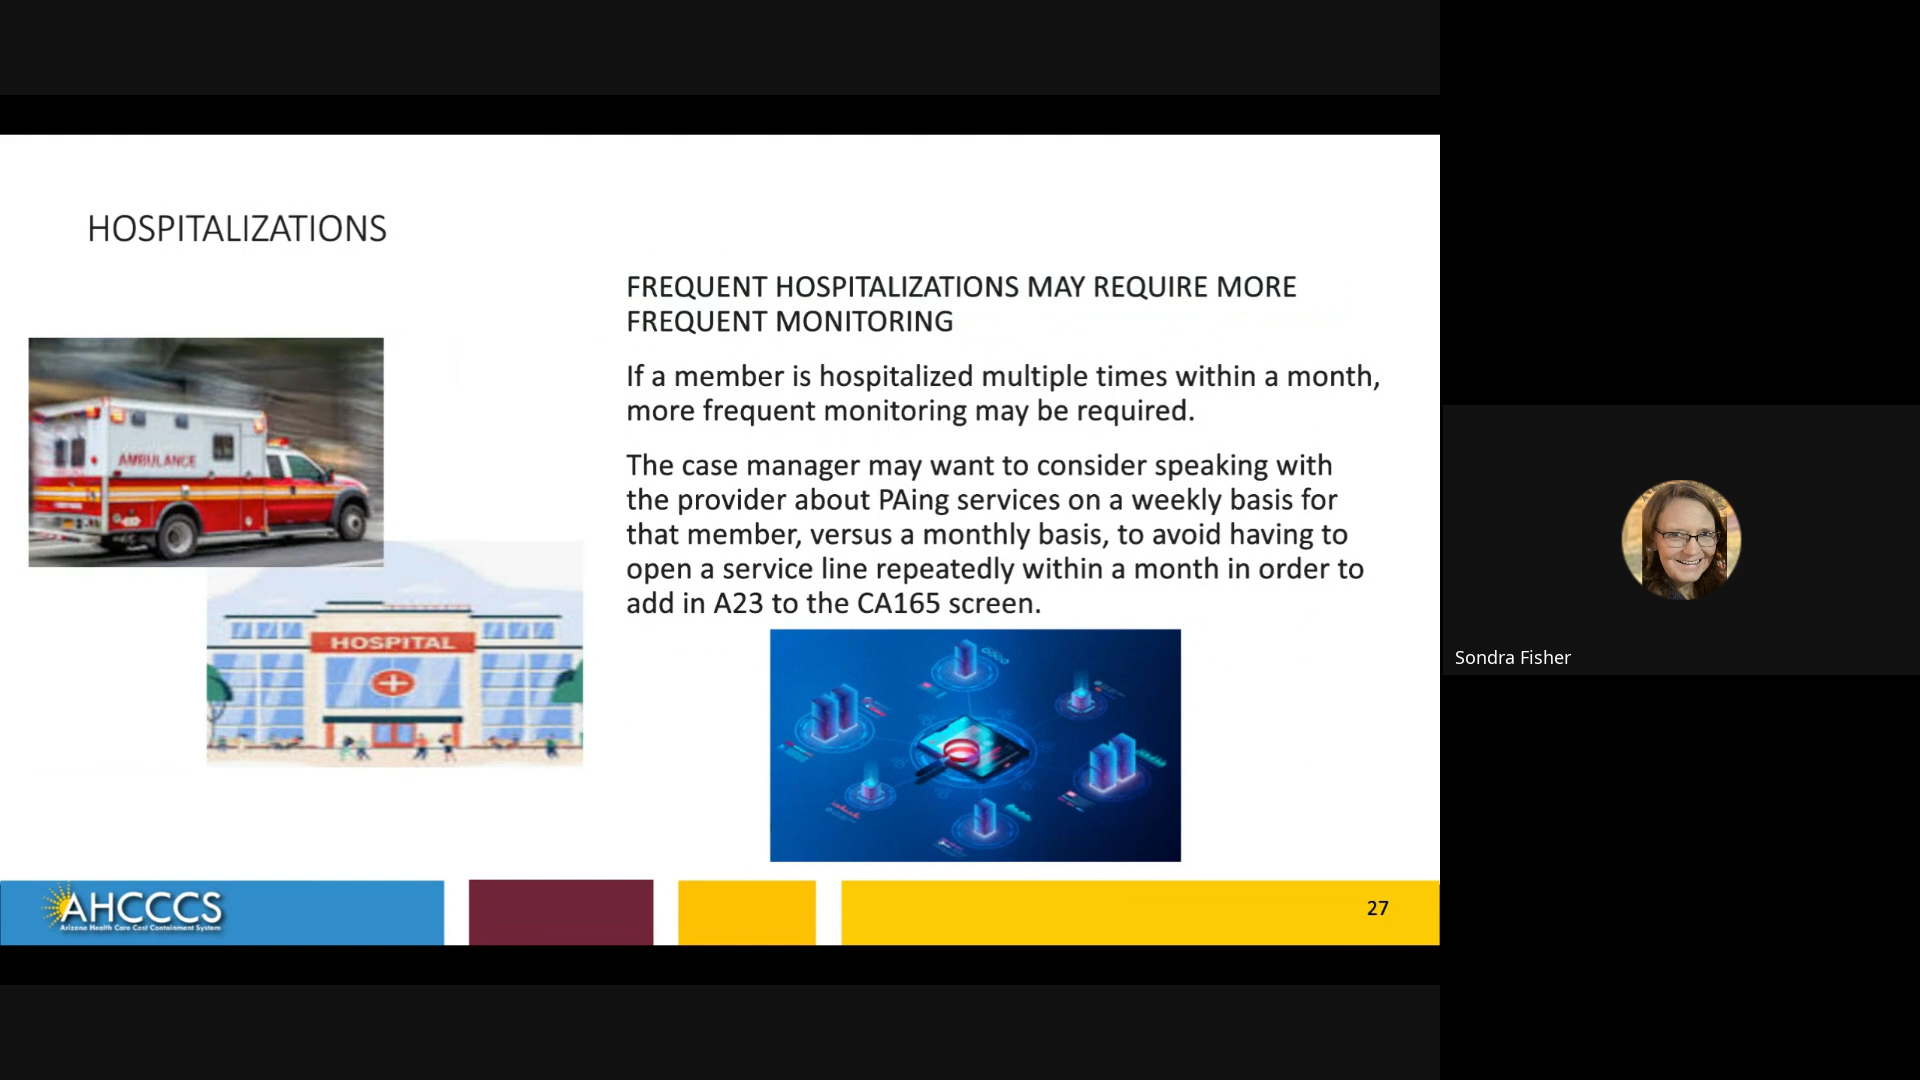 HOSPITALIZATIONS
FREQUENT HOSPITALIZATIONS MAY REQUIRE MORE
FREQUENT MONITORING
If a member is hospitalized multiple times within a month,
more frequent monitoring may be required.
The case manager may want to consider speaking with
the provider about PAing services on a weekly basis for
that member, versus a monthly basis, to avoid having to
open a service line repeatedly within a month in order to
add in A23 to the CA165 screen.
AMBULANCE
HOSPITAL
AHCCCS
Arizona Health Care Cost Containment System
27
Sondra Fisher